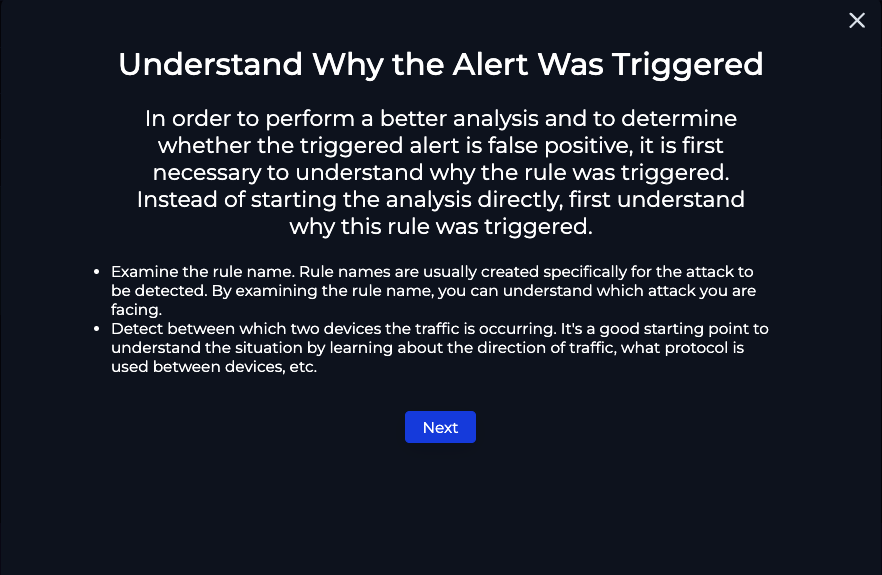 Understand Why the Alert Was Triggered
In order to perform a better analysis and to determine
whether the triggered alert is false positive, it is first
necessary to understand why the rule was triggered.
Instead of starting the analysis directly, first understand
why this rule was triggered.
• Examine the rule name. Rule names are usually created specifically for the attack to
be detected. By examining the rule name, you can understand which attack you are
facing.
• Detect between which two devices the traffic is occurring. It's a good starting point to
understand the situation by learning about the direction of traffic, what protocol is
used between devices, etc.
Next